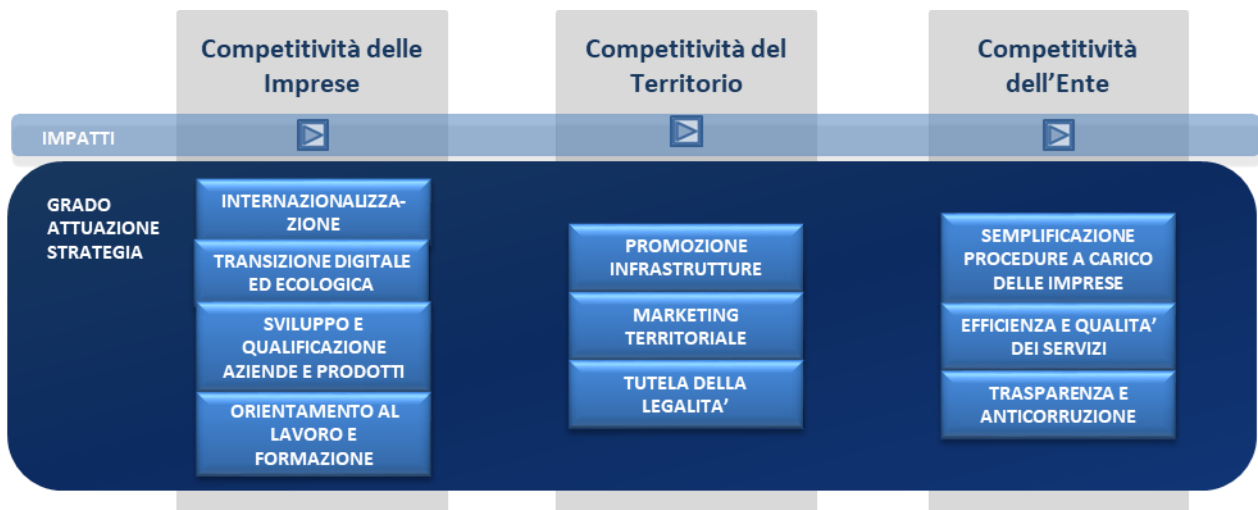 Competitività delle
Imprese
Competitività del
Territorio
Competitività
dell'Ente
IMPATTI
GRADO
ATTUAZIONE
STRATEGIA
INTERNAZIONALIZZA-
ZIONE
TRANSIZIONE DIGITALE
ED ECOLOGICA
SVILUPPO E
QUALIFICAZIONE
AZIENDE E PRODOTTI
ORIENTAMENTO AL
LAVORO E
FORMAZIONE
PROMOZIONE
INFRASTRUTTURE
MARKETING
TERRITORIALE
TUTELA DELLA
LEGALITA'
SEMPLIFICAZIONE
PROCEDURE A CARICO
DELLE IMPRESE
EFFICIENZA E QUALITA'
DEI SERVIZI
TRASPARENZA E
ANTICORRUZIONE